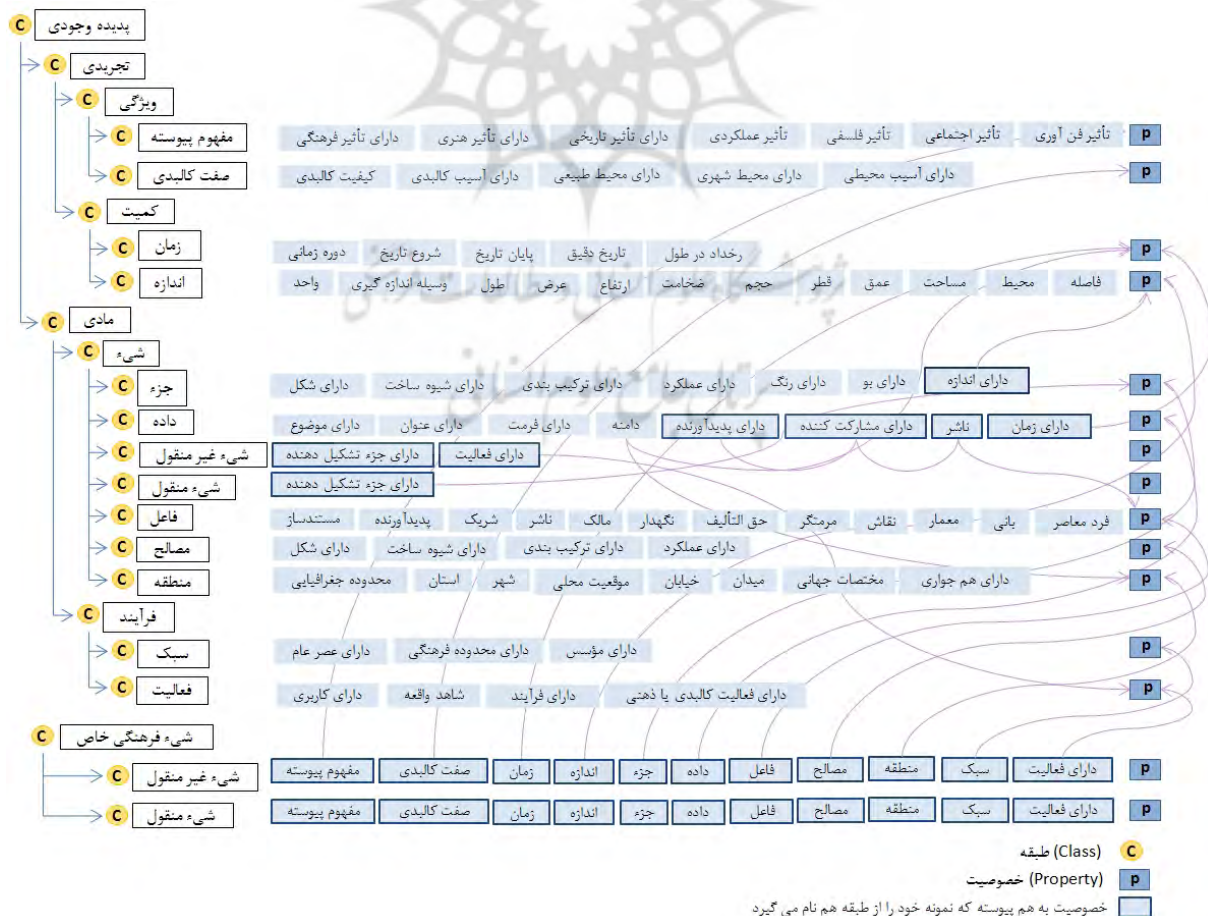 پدیده وجودی C
تجریدی C
ویژگی C
مفهوم پیوسته C دارای تأثیر فرهنگی دارای تأثیر هنری دارای تأثیر تاریخی تأثیر عملکردی تأثیر فلسفی تأثیر اجتماعی تأثیر فن آوری P
صفت کالبدی C کیفیت کالبدی دارای آسیب کالبدی دارای محیط طبیعی دارای محیط شهری دارای آسیب محیطی P
کمیت C
زمان C دوره زمانی شروع تاریخ پایان تاریخ تاریخ دقیق رخداد در طول P
اندازه C واحد وسیله اندازه گیری طول عرض ارتفاع ضخامت حجم قطر عمق مساحت محیط فاصله P
پژوهشگاه علوم انسانی و مطالعات فرهنگی
مادی C
شیء C
پرتال جامع علوم انسانی
جزء C دارای شکل دارای شیوه ساخت دارای ترکیب بندی دارای عملکرد دارای رنگ دارای بو دارای اندازه P
داده C دارای موضوع دارای عنوان دارای فرمت دامنه دارای پدیدآورنده دارای مشارکت کننده ناشر دارای زمان P
شیء غیر منقول C دارای جزء تشکیل دهنده دارای فعالیت P
شیء منقول C دارای جزء تشکیل دهنده P
فاعل C مستندساز پدیدآورنده شریک ناشر مالک نگهدار حق التألیف مرمتگر نقاش معمار بانی فرد معاصر P
مصالح C دارای شکل دارای شیوه ساخت دارای ترکیب بندی دارای عملکرد P
منطقه C محدوده جغرافیایی استان شهر موقعیت محلی خیابان میدان مختصات جهانی دارای هم جواری P
فرآیند C
سبک C دارای عصر عام دارای محدوده فرهنگی دارای مؤسس P
فعالیت C دارای کاربری شاهد واقعه دارای فرآیند دارای فعالیت کالبدی یا ذهنی P
شیء فرهنگی خاص C
شیء غیر منقول C مفهوم پیوسته صفت کالبدی زمان اندازه جزء داده فاعل مصالح منطقه سبک دارای فعالیت P
شیء منقول C مفهوم پیوسته صفت کالبدی زمان اندازه جزء داده فاعل مصالح منطقه سبک دارای فعالیت P
C (Class) طبقه
P (Property) خصوصیت
خصوصیت به هم پیوسته که نمونه خود را از طبقه هم نام می گیرد